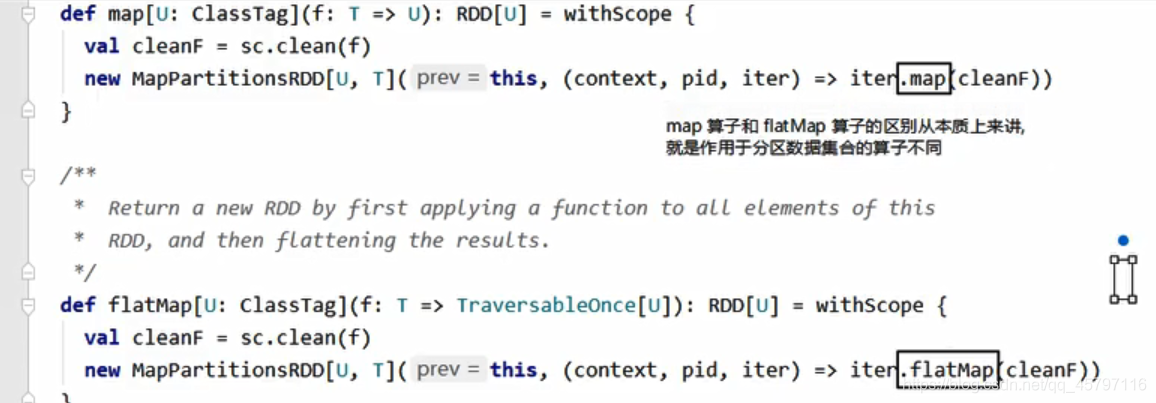 def map[U: ClassTag](f: T => U): RDD[U] = withScope {
val cleanF = sc.clean(f)
new MapPartitionsRDD[U, T]( prev = this, (context, pid, iter) => iter.map(cleanF))
}
map 算子和 flatMap 算子的区别从本质上来讲,
就是作用于分区数据集合的算子不同
/**
* Return a new RDD by first applying a function to all elements of this
* RDD, and then flattening the results.
*/
def flatMap[U: ClassTag](f: T => TraversableOnce[U]): RDD[U] = withScope {
val cleanF = sc.clean(f)
new MapPartitionsRDD[U, T]( prev = this, (context, pid, iter) => iter.flatMap(cleanF))
}
https://blog.csdn.net/qq_45797116